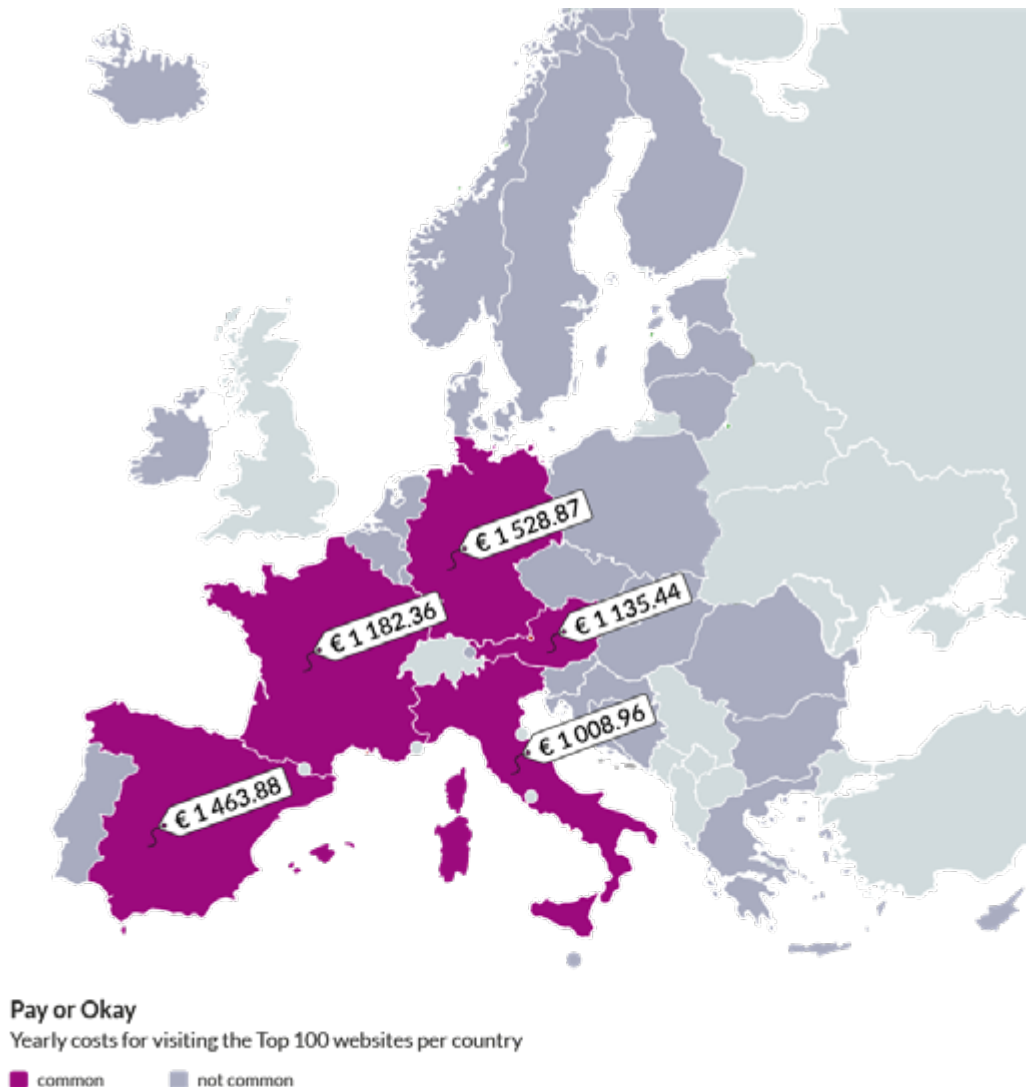 € 1 528.87
€ 1 135.44
€ 1 182.36
€ 1 008.96
€ 1 463.88
Pay or Okay
Yearly costs for visiting the Top 100 websites per country
common
not common